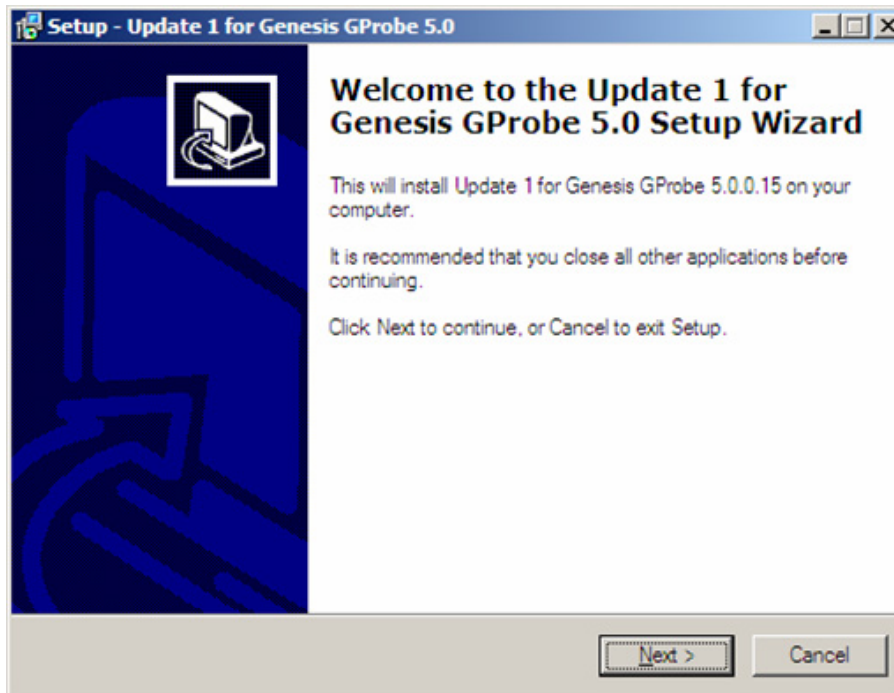 Setup - Update 1 for Genesis GProbe 5.0
Welcome to the Update 1 for
Genesis GProbe 5.0 Setup Wizard
This will install Update 1 for Genesis GProbe 5.0.0.15 on your
computer.
It is recommended that you close all other applications before
continuing.
Click Next to continue, or Cancel to exit Setup.
Next >
Cancel